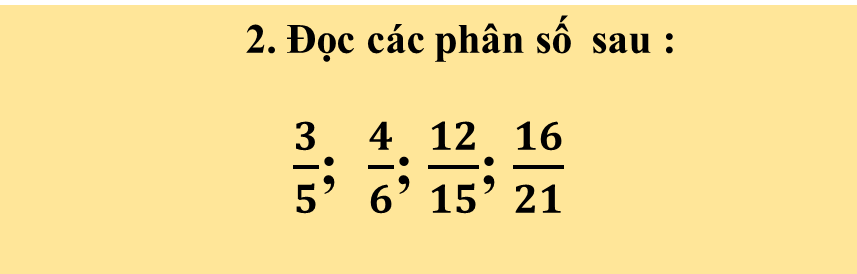 2. Đọc các phân số sau :
3/5; 4/6; 12/15; 16/21